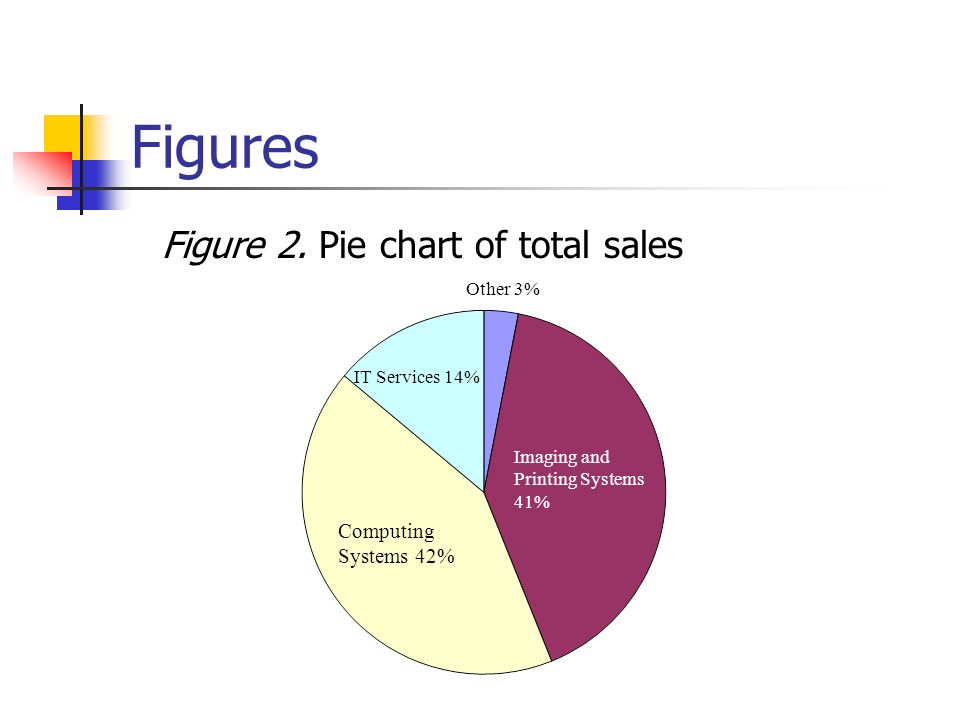 Figures
Figure 2. Pie chart of total sales
Other 3%
IT Services 14%
Imaging and
Printing Systems
41%
Computing
Systems 42%